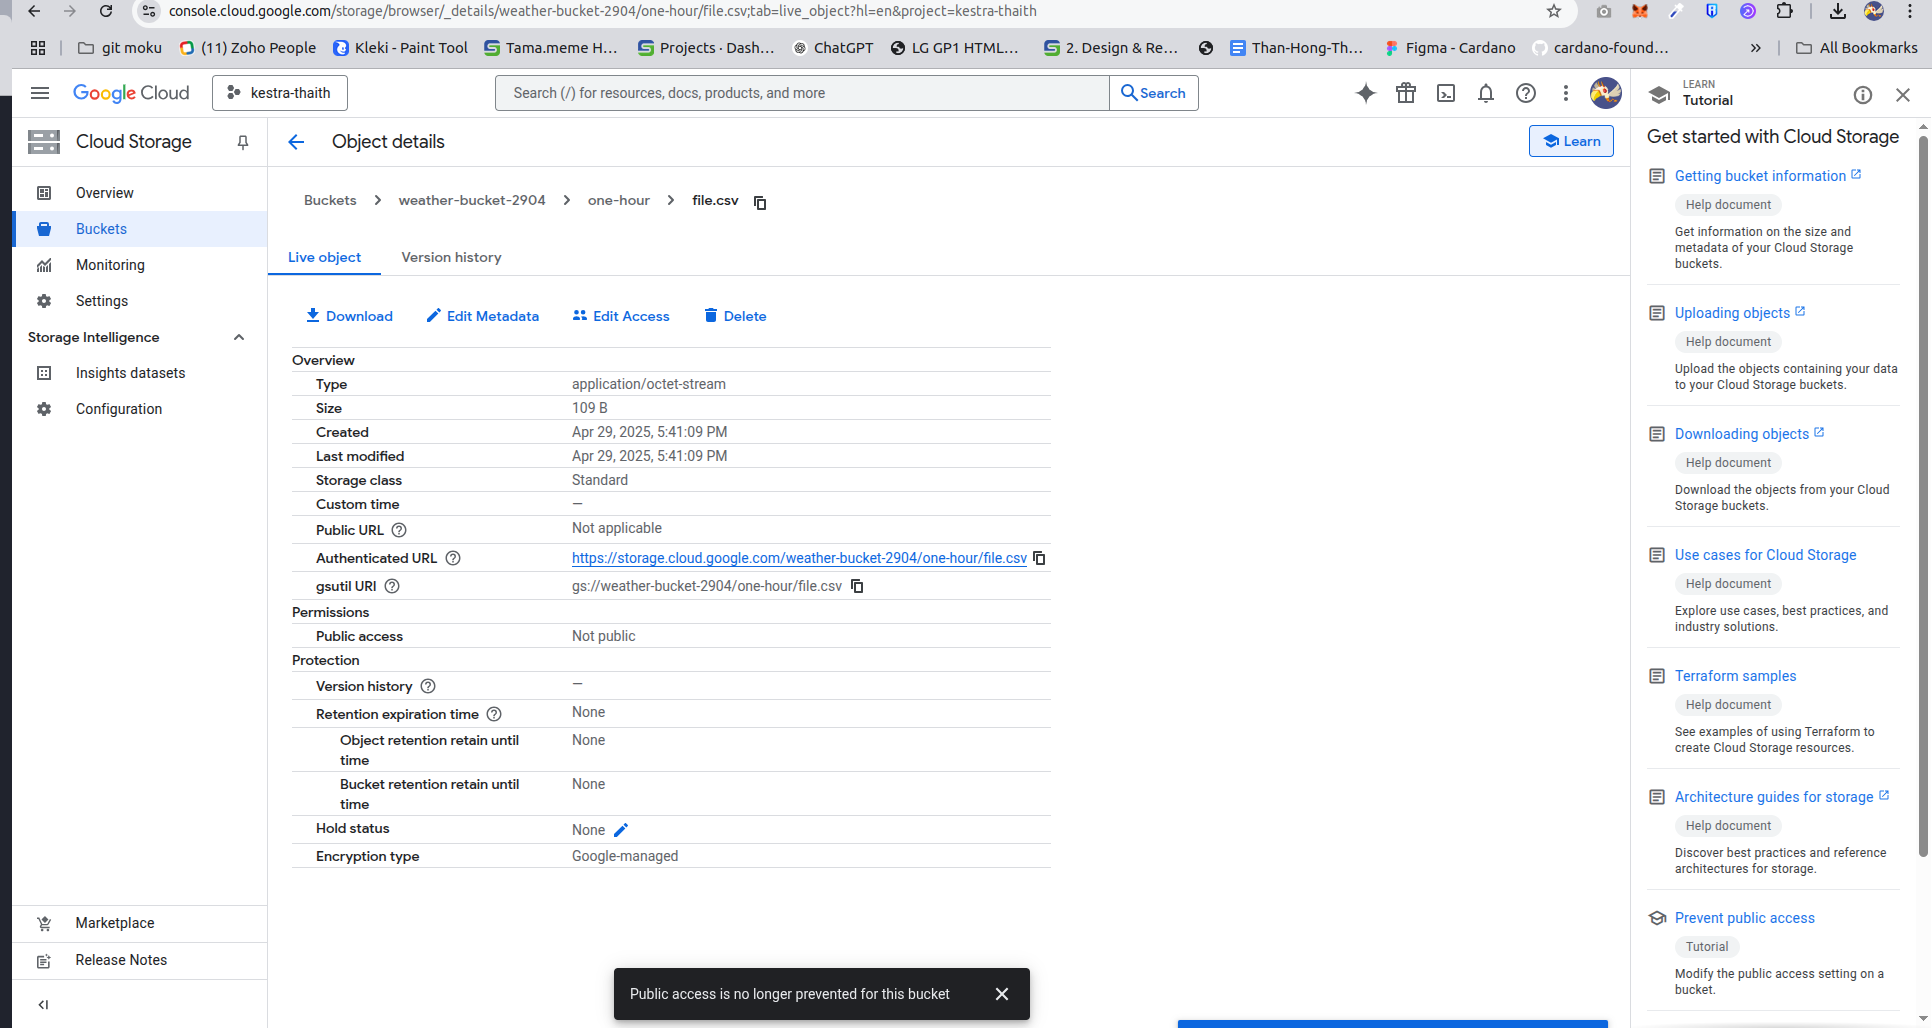 console.cloud.google.com/storage/browser/_details/weather-bucket-2904/one-hour/file.csv;tab=live_object?hl=en&project=kestra-thaith
git moku
(11) Zoho People
Kleki - Paint Tool
Tama.meme H...
Projects · Dash...
ChatGPT
LG GP1 HTML...
2. Design & Re...
Than-Hong-Th...
Figma - Cardano
cardano-found...
»
All Bookmarks
Google Cloud
kestra-thaith
Search (/) for resources, docs, products, and more
Search
LEARN
Tutorial
Cloud Storage
Object details
Learn
Overview
Buckets
Monitoring
Settings
Storage Intelligence
Insights datasets
Configuration
Marketplace
Release Notes
Buckets > weather-bucket-2904 > one-hour > file.csv
Live object
Version history
Download
Edit Metadata
Edit Access
Delete
Overview
Type application/octet-stream
Size 109 B
Created Apr 29, 2025, 5:41:09 PM
Last modified Apr 29, 2025, 5:41:09 PM
Storage class Standard
Custom time —
Public URL Not applicable
Authenticated URL https://storage.cloud.google.com/weather-bucket-2904/one-hour/file.csv
gsutil URI gs://weather-bucket-2904/one-hour/file.csv
Permissions
Public access Not public
Protection
Version history —
Retention expiration time None
Object retention retain until None
time
Bucket retention retain until None
time
Hold status None
Encryption type Google-managed
Public access is no longer prevented for this bucket
Get started with Cloud Storage
Getting bucket information
Help document
Get information on the size and
metadata of your Cloud Storage
buckets.
Uploading objects
Help document
Upload the objects containing your data
to your Cloud Storage buckets.
Downloading objects
Help document
Download the objects from your Cloud
Storage buckets.
Use cases for Cloud Storage
Help document
Explore use cases, best practices, and
industry solutions.
Terraform samples
Help document
See examples of using Terraform to
create Cloud Storage resources.
Architecture guides for storage
Help document
Discover best practices and reference
architectures for storage.
Prevent public access
Tutorial
Modify the public access setting on a
bucket.